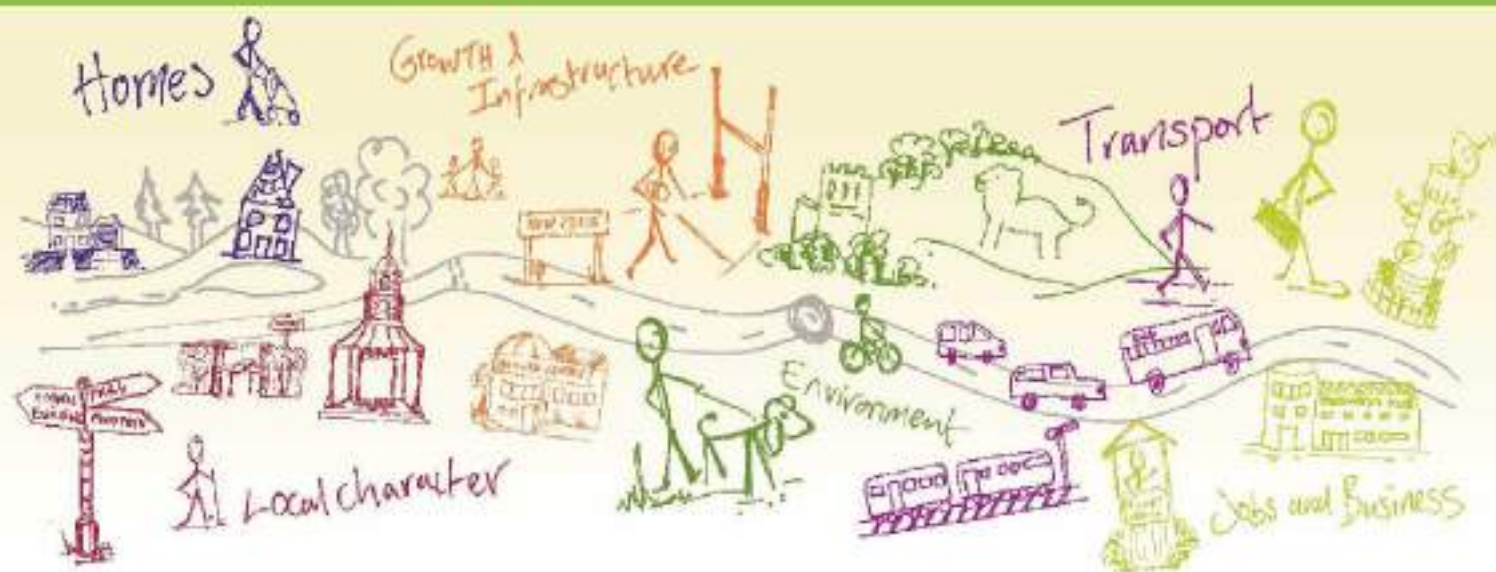 Homes
Growth &
Infrastructure
Transport
Environment
Local character
Jobs and Business